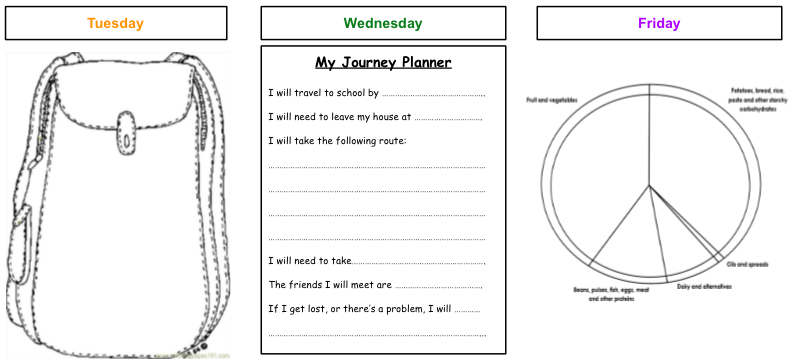 Tuesday
Wednesday
Friday
My Journey Planner
I will travel to school by ……………………………………..
I will need to leave my house at ……………………….
I will take the following route:
…………………………………………………………………………………
…………………………………………………………………………………
…………………………………………………………………………………
…………………………………………………………………………………
I will need to take………………………………………………….
The friends I will meet are ……………………………….
If I get lost, or there's a problem, I will …………
…………………………………………………………………………………..
Fruit and vegetables
Potatoes, bread, rice,
pasta and other starchy
carbohydrates
Oils and spreads
Dairy and alternatives
Beans, pulses, fish, eggs, meat
and other proteins